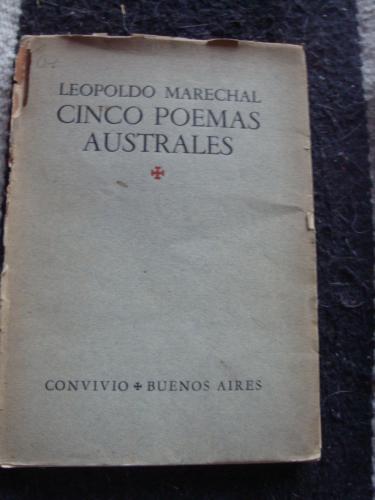 LEOPOLDO MARECHAL
CINCO POEMAS
AUSTRALES
CONVIVIO ✠ BUENOS AIRES